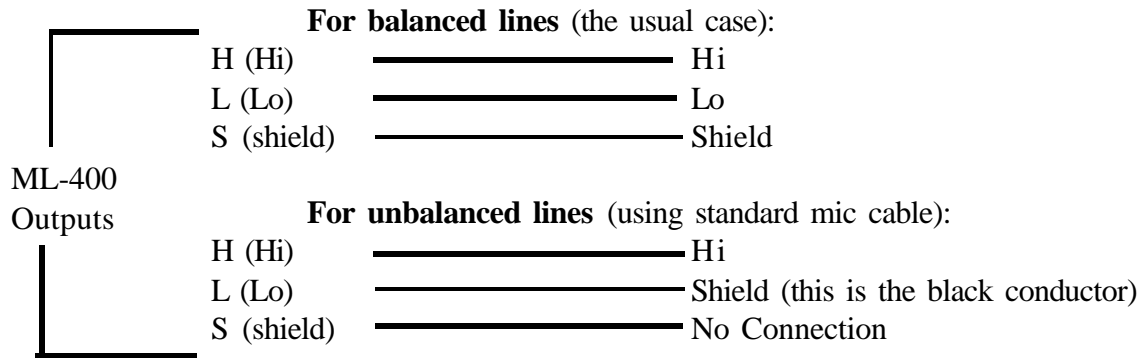 For balanced lines (the usual case):
H (Hi) Hi
L (Lo) Lo
S (shield) Shield
ML-400
Outputs
For unbalanced lines (using standard mic cable):
H (Hi) Hi
L (Lo) Shield (this is the black conductor)
S (shield) No Connection